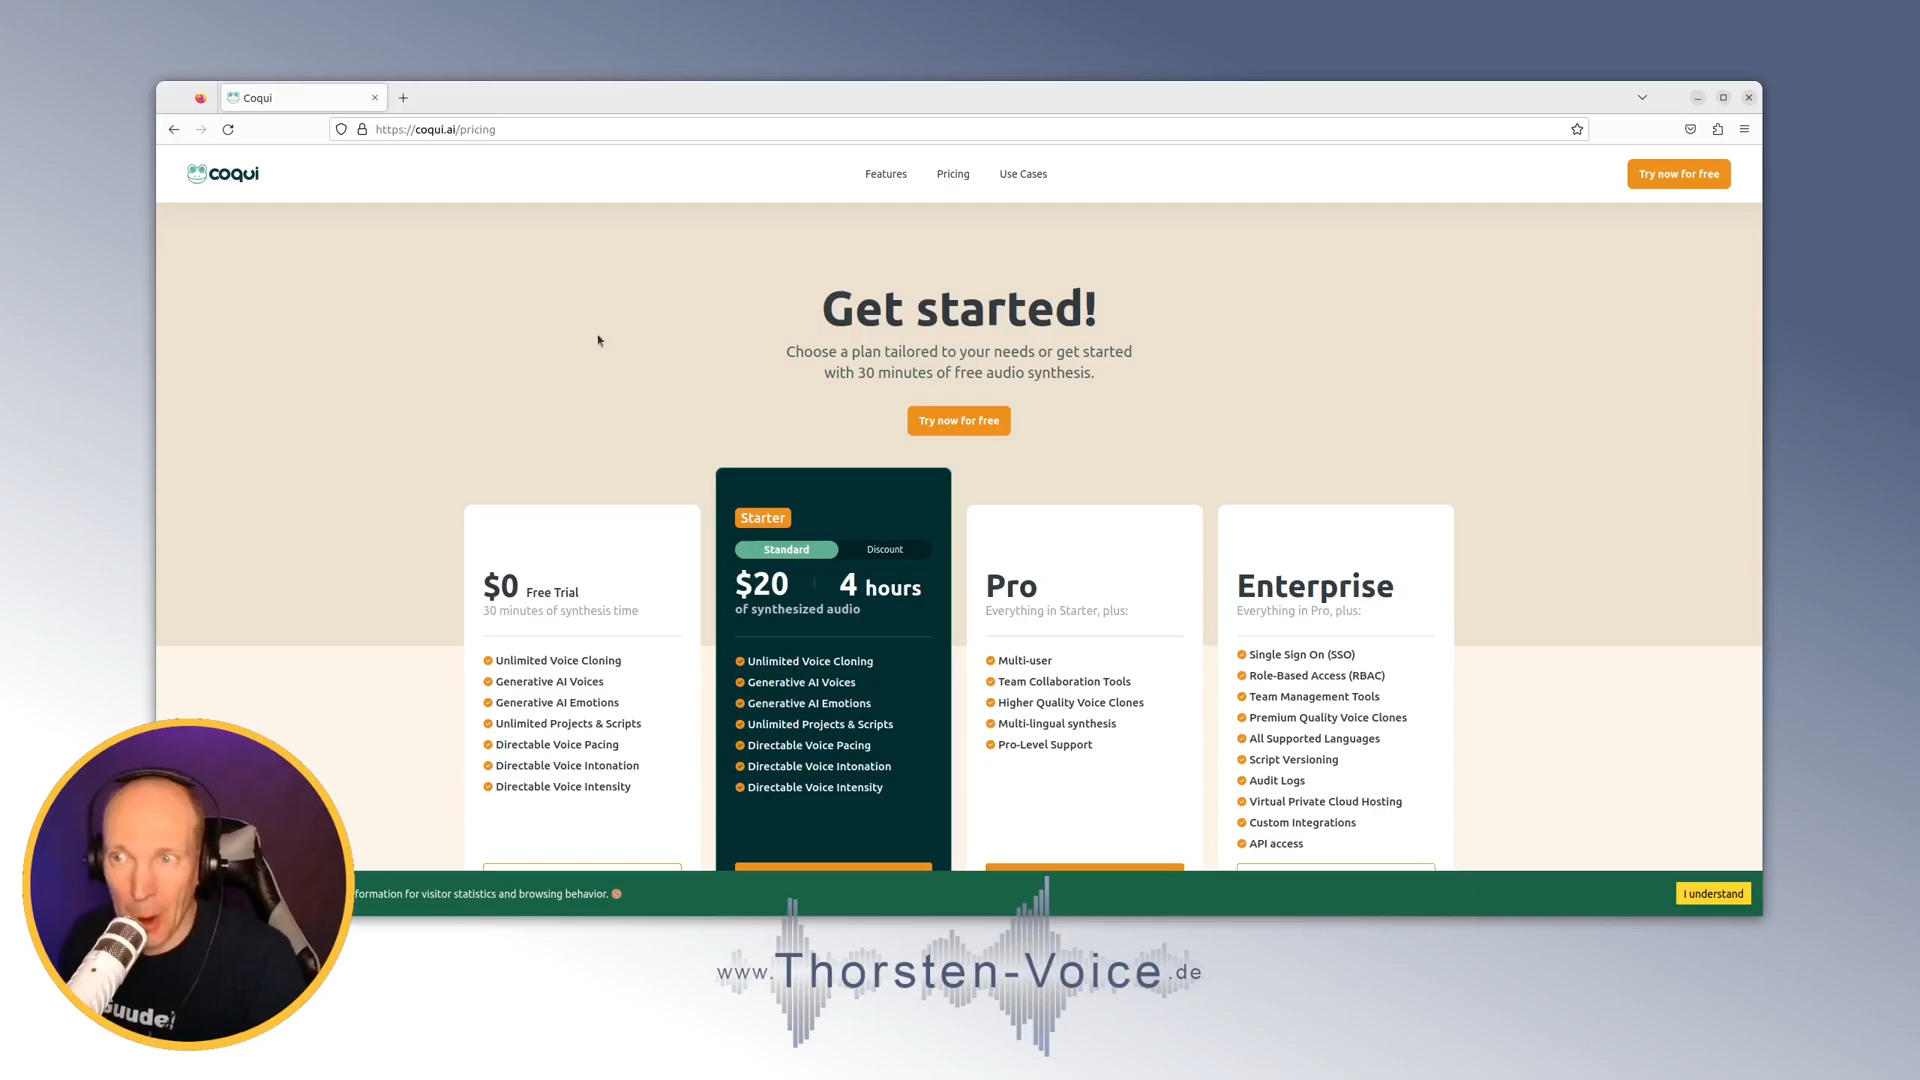 Coqui
https://coqui.ai/pricing
coqui
Features
Pricing
Use Cases
Try now for free
Get started!
Choose a plan tailored to your needs or get started
with 30 minutes of free audio synthesis.
Try now for free
$0 Free Trial
30 minutes of synthesis time
Unlimited Voice Cloning
Generative AI Voices
Generative AI Emotions
Unlimited Projects & Scripts
Directable Voice Pacing
Directable Voice Intonation
Directable Voice Intensity
Starter
Standard
Discount
$20 4 hours
of synthesized audio
Unlimited Voice Cloning
Generative AI Voices
Generative AI Emotions
Unlimited Projects & Scripts
Directable Voice Pacing
Directable Voice Intonation
Directable Voice Intensity
Pro
Everything in Starter, plus:
Multi-user
Team Collaboration Tools
Higher Quality Voice Clones
Multi-lingual synthesis
Pro-Level Support
Enterprise
Everything in Pro, plus:
Single Sign On (SSO)
Role-Based Access (RBAC)
Team Management Tools
Premium Quality Voice Clones
All Supported Languages
Script Versioning
Audit Logs
Virtual Private Cloud Hosting
Custom Integrations
API access
formation for visitor statistics and browsing behavior.
I understand
Guude!
www.Thorsten-Voice.de